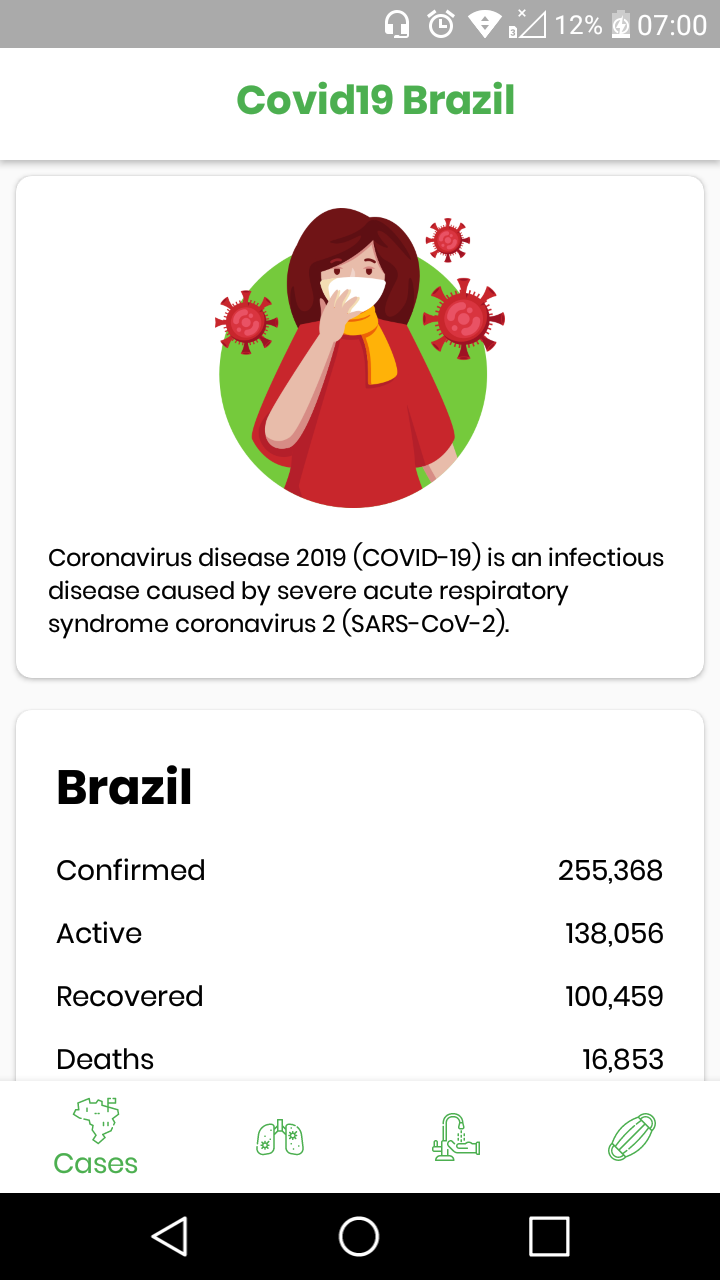 12% 07:00
Covid19 Brazil
Coronavirus disease 2019 (COVID-19) is an infectious
disease caused by severe acute respiratory
syndrome coronavirus 2 (SARS-CoV-2).
Brazil
Confirmed 255,368
Active 138,056
Recovered 100,459
Deaths 16,853
Cases